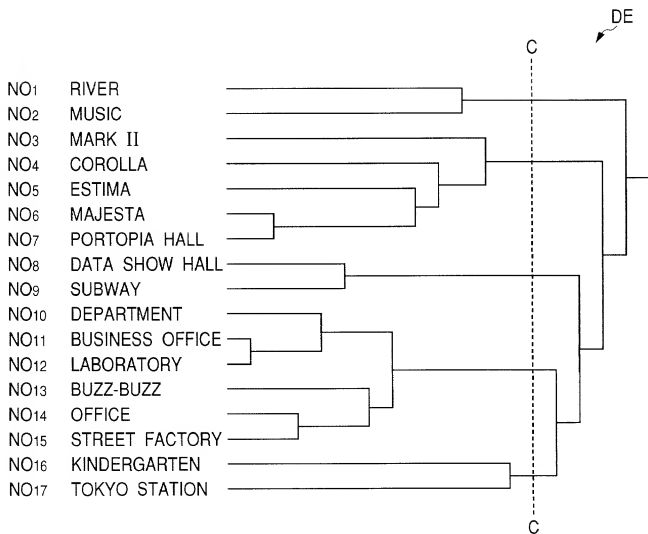 DE
C
NO1 RIVER
NO2 MUSIC
NO3 MARK II
NO4 COROLLA
NO5 ESTIMA
NO6 MAJESTA
NO7 PORTOPIA HALL
NO8 DATA SHOW HALL
NO9 SUBWAY
NO10 DEPARTMENT
NO11 BUSINESS OFFICE
NO12 LABORATORY
NO13 BUZZ-BUZZ
NO14 OFFICE
NO15 STREET FACTORY
NO16 KINDERGARTEN
NO17 TOKYO STATION
C